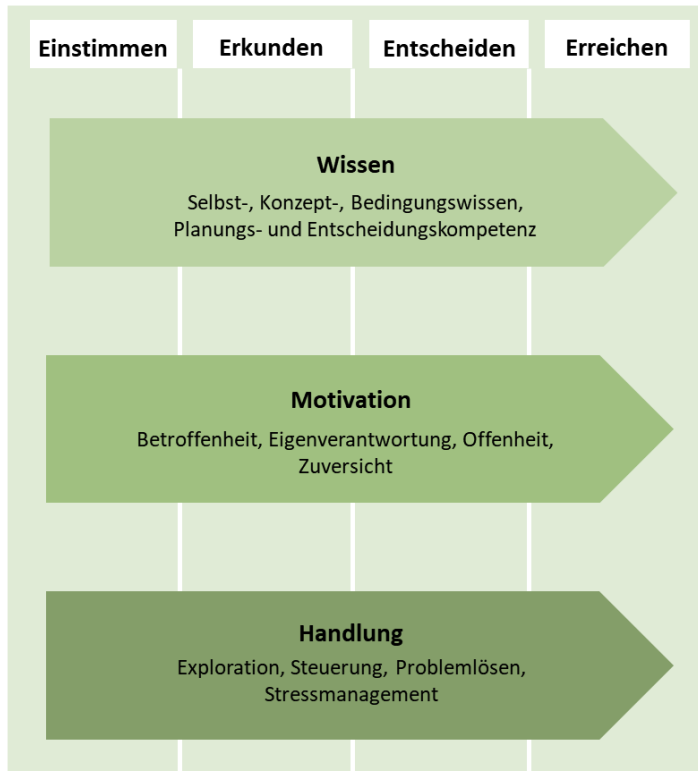 Einstimmen
Erkunden
Entscheiden
Erreichen
Wissen
Selbst-, Konzept-, Bedingungswissen,
Planungs- und Entscheidungskompetenz
Motivation
Betroffenheit, Eigenverantwortung, Offenheit,
Zuversicht
Handlung
Exploration, Steuerung, Problemlösen,
Stressmanagement